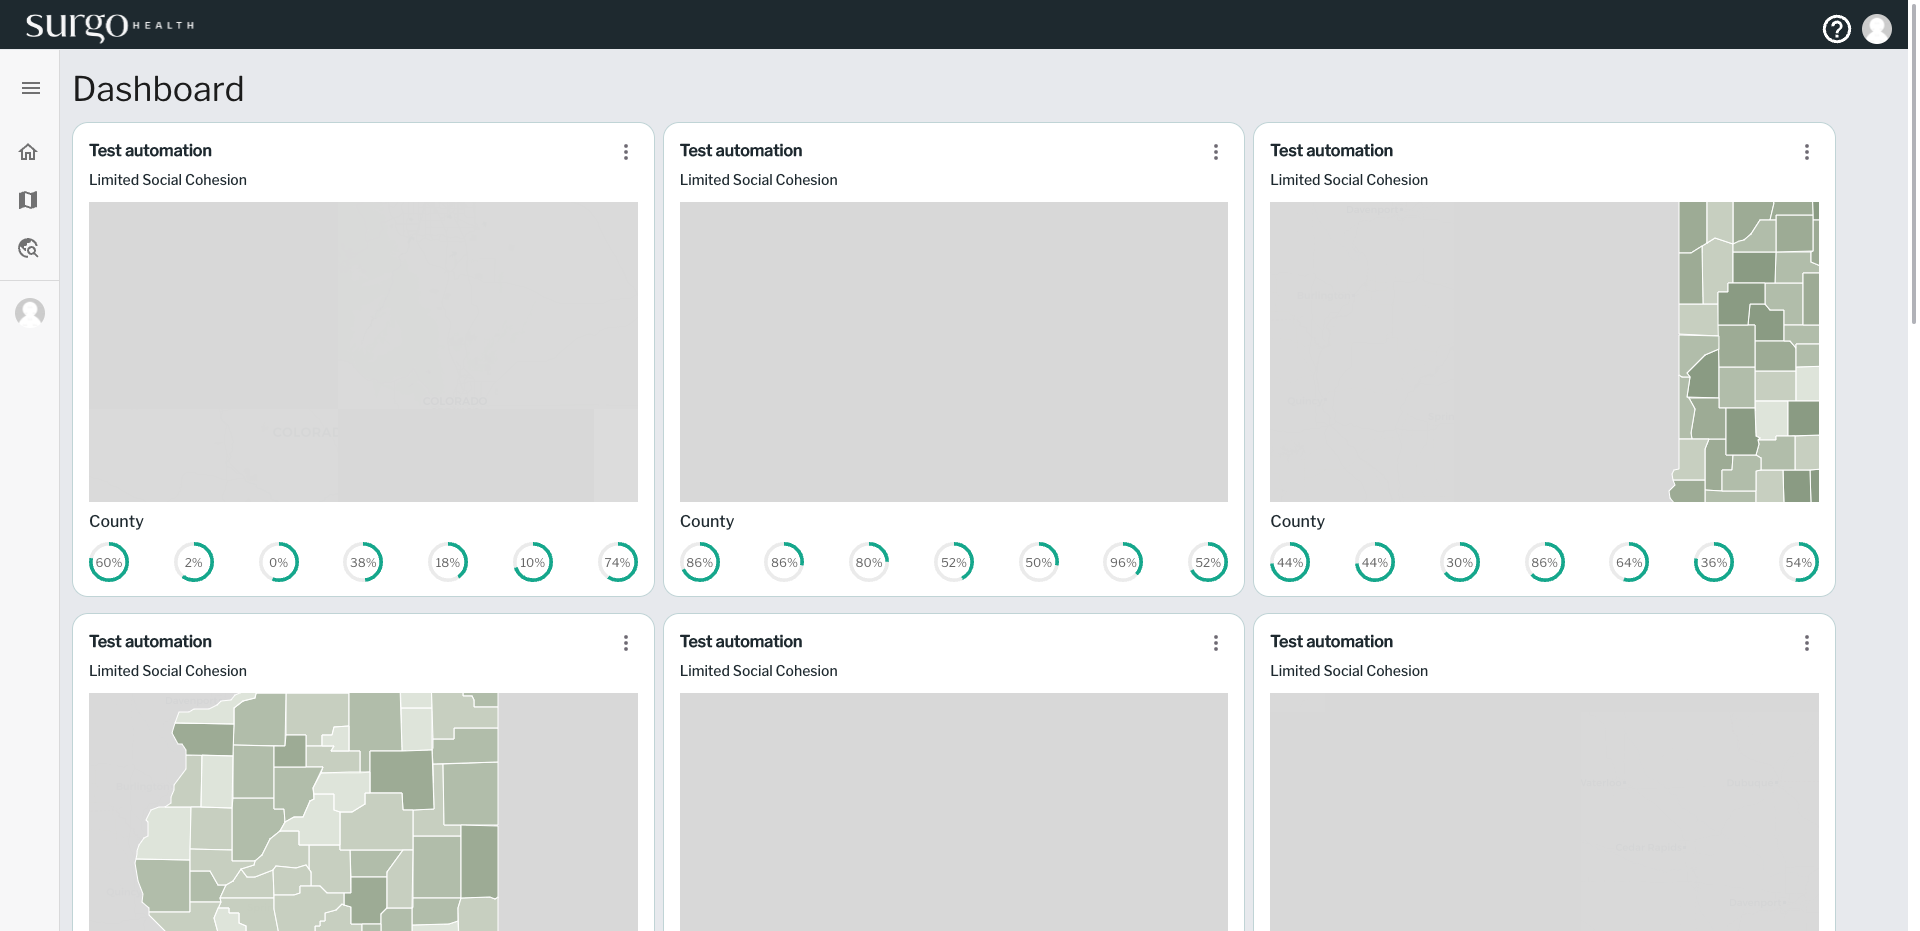 surgo HEALTH
Dashboard
Test automation
Limited Social Cohesion
COLORADO
County
60% 2% 0% 38% 18% 10% 74%
Test automation
Limited Social Cohesion
County
86% 86% 80% 52% 50% 96% 52%
Test automation
Limited Social Cohesion
County
44% 44% 30% 86% 64% 36% 54%
Test automation
Limited Social Cohesion
Test automation
Limited Social Cohesion
Test automation
Limited Social Cohesion